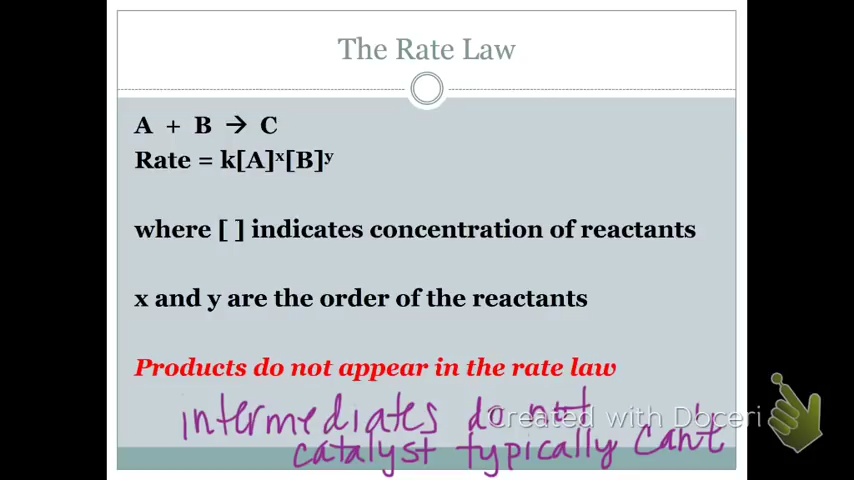 The Rate Law
A + B → C
Rate = k[A]ˣ[B]ʸ
where [ ] indicates concentration of reactants
x and y are the order of the reactants
Products do not appear in the rate law
intermediates do not
Created with Doceri
catalyst typically can't